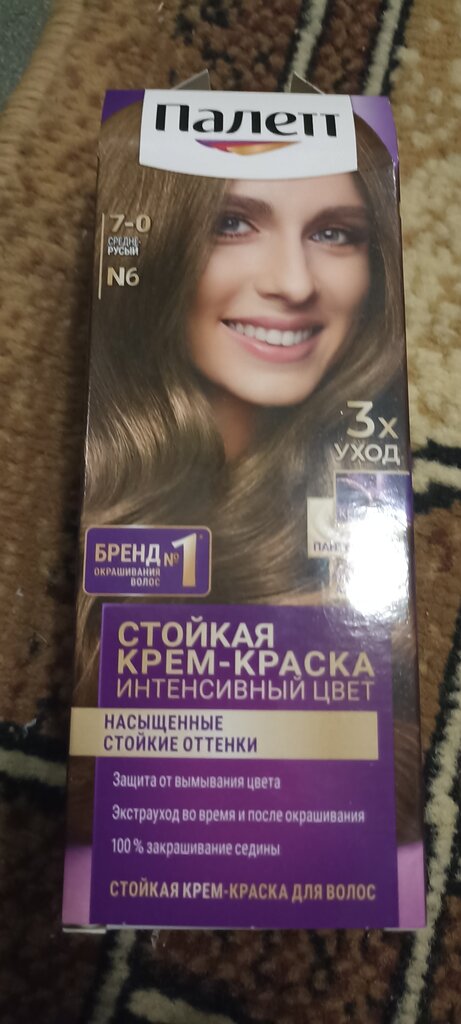 Палетт
7-0
СРЕДНЕ-
РУСЫЙ
N6
3х
УХОД
БРЕНД №1
ОКРАШИВАНИЯ
ВОЛОС
СТОЙКАЯ
КРЕМ-КРАСКА
ИНТЕНСИВНЫЙ ЦВЕТ
НАСЫЩЕННЫЕ
СТОЙКИЕ ОТТЕНКИ
Защита от вымывания цвета
Экстрауход во время и после окрашивания
100 % закрашивание седины
СТОЙКАЯ КРЕМ-КРАСКА ДЛЯ ВОЛОС